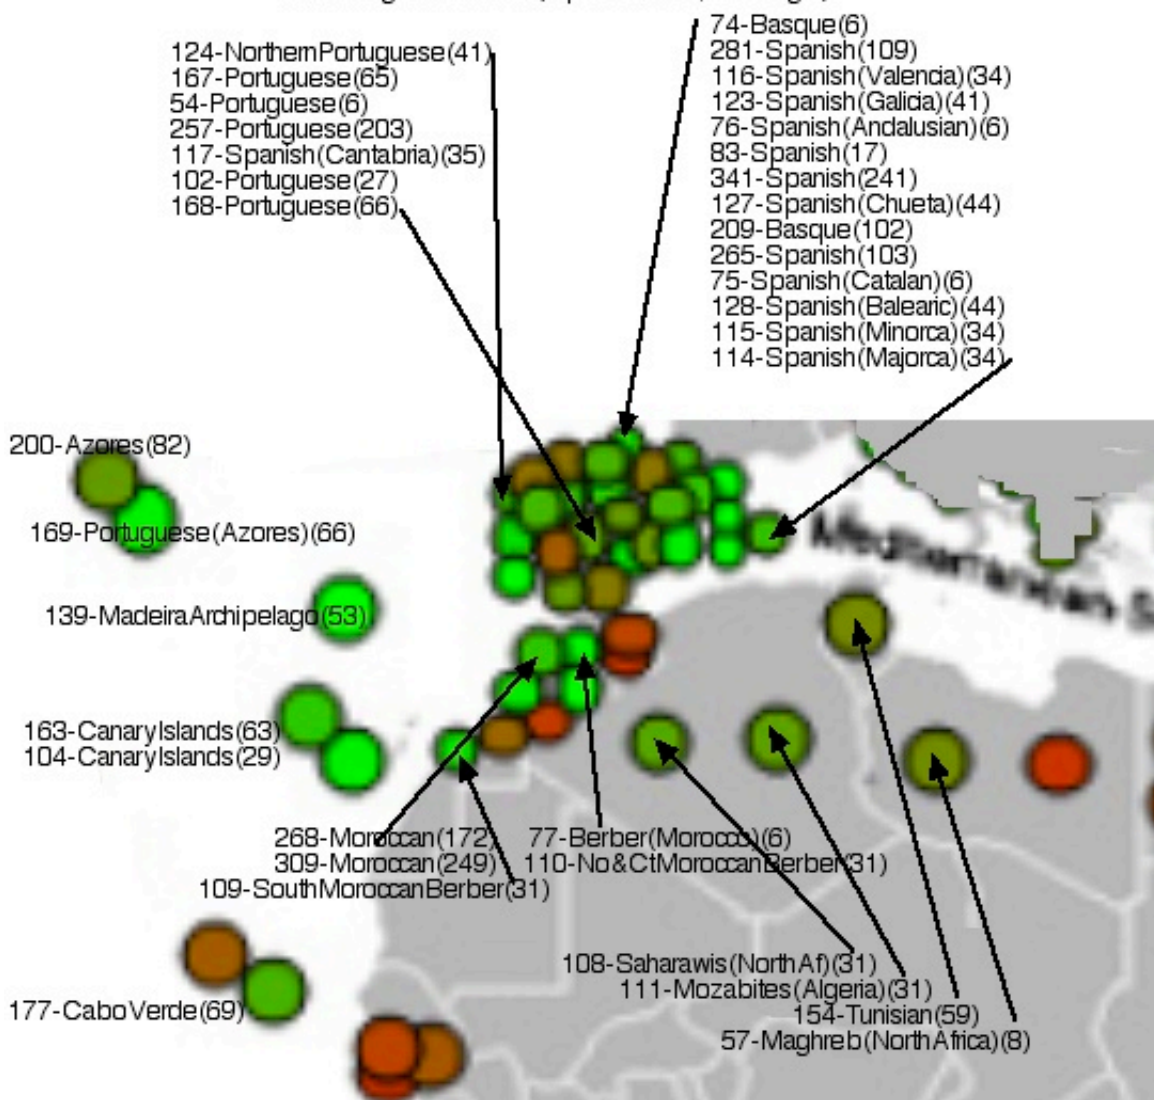 74-Basque(6)
281-Spanish(109)
116-Spanish(Valencia)(34)
123-Spanish(Galicia)(41)
76-Spanish(Andalusian)(6)
83-Spanish(17)
341-Spanish(241)
127-Spanish(Chueta)(44)
209-Basque(102)
265-Spanish(103)
75-Spanish(Catalan)(6)
128-Spanish(Balearic)(44)
115-Spanish(Minorca)(34)
114-Spanish(Majorca)(34)
124-NorthernPortuguese(41)
167-Portuguese(65)
54-Portuguese(6)
257-Portuguese(203)
117-Spanish(Cantabria)(35)
102-Portuguese(27)
168-Portuguese(66)
200-Azores(82)
169-Portuguese(Azores)(66)
Mediterranean S
139-MadeiraArchipelago(53)
163-CanaryIslands(63)
104-CanaryIslands(29)
268-Moroccan(172)
309-Moroccan(249)
109-SouthMoroccanBerber(31)
77-Berber(Morocco)(6)
110-No&CtMoroccanBerber(31)
108-Saharawis(NorthAf)(31)
111-Mozabites(Algeria)(31)
154-Tunisian(59)
57-Maghreb(NorthAfrica)(8)
177-CaboVerde(69)